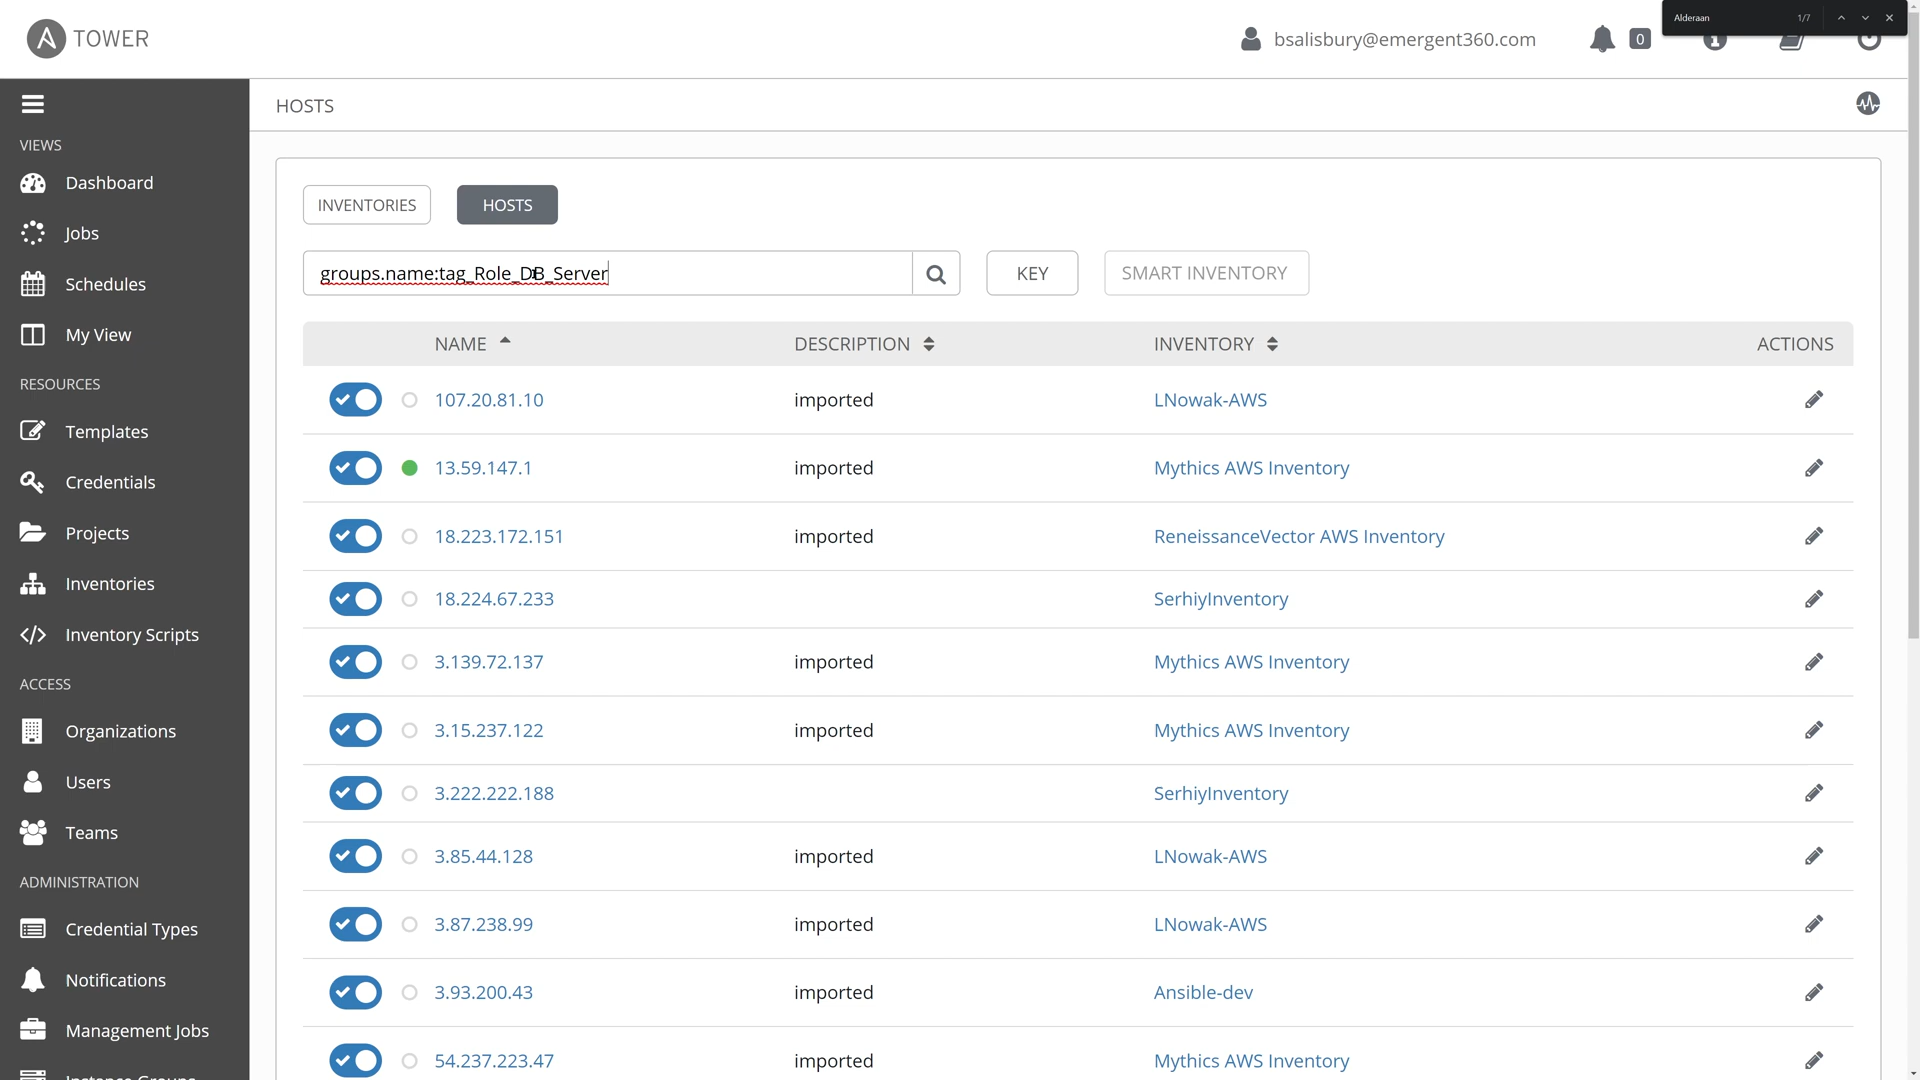 Alderaan 1/7
A TOWER
bsalisbury@emergent360.com 0
HOSTS
VIEWS
Dashboard
Jobs
Schedules
My View
RESOURCES
Templates
Credentials
Projects
Inventories
Inventory Scripts
ACCESS
Organizations
Users
Teams
ADMINISTRATION
Credential Types
Notifications
Management Jobs
Instance Groups
INVENTORIES HOSTS
groups.name:tag_Role_DB_Server KEY SMART INVENTORY
NAME DESCRIPTION INVENTORY ACTIONS
107.20.81.10 imported LNowak-AWS
13.59.147.1 imported Mythics AWS Inventory
18.223.172.151 imported ReneissanceVector AWS Inventory
18.224.67.233 SerhiyInventory
3.139.72.137 imported Mythics AWS Inventory
3.15.237.122 imported Mythics AWS Inventory
3.222.222.188 SerhiyInventory
3.85.44.128 imported LNowak-AWS
3.87.238.99 imported LNowak-AWS
3.93.200.43 imported Ansible-dev
54.237.223.47 imported Mythics AWS Inventory